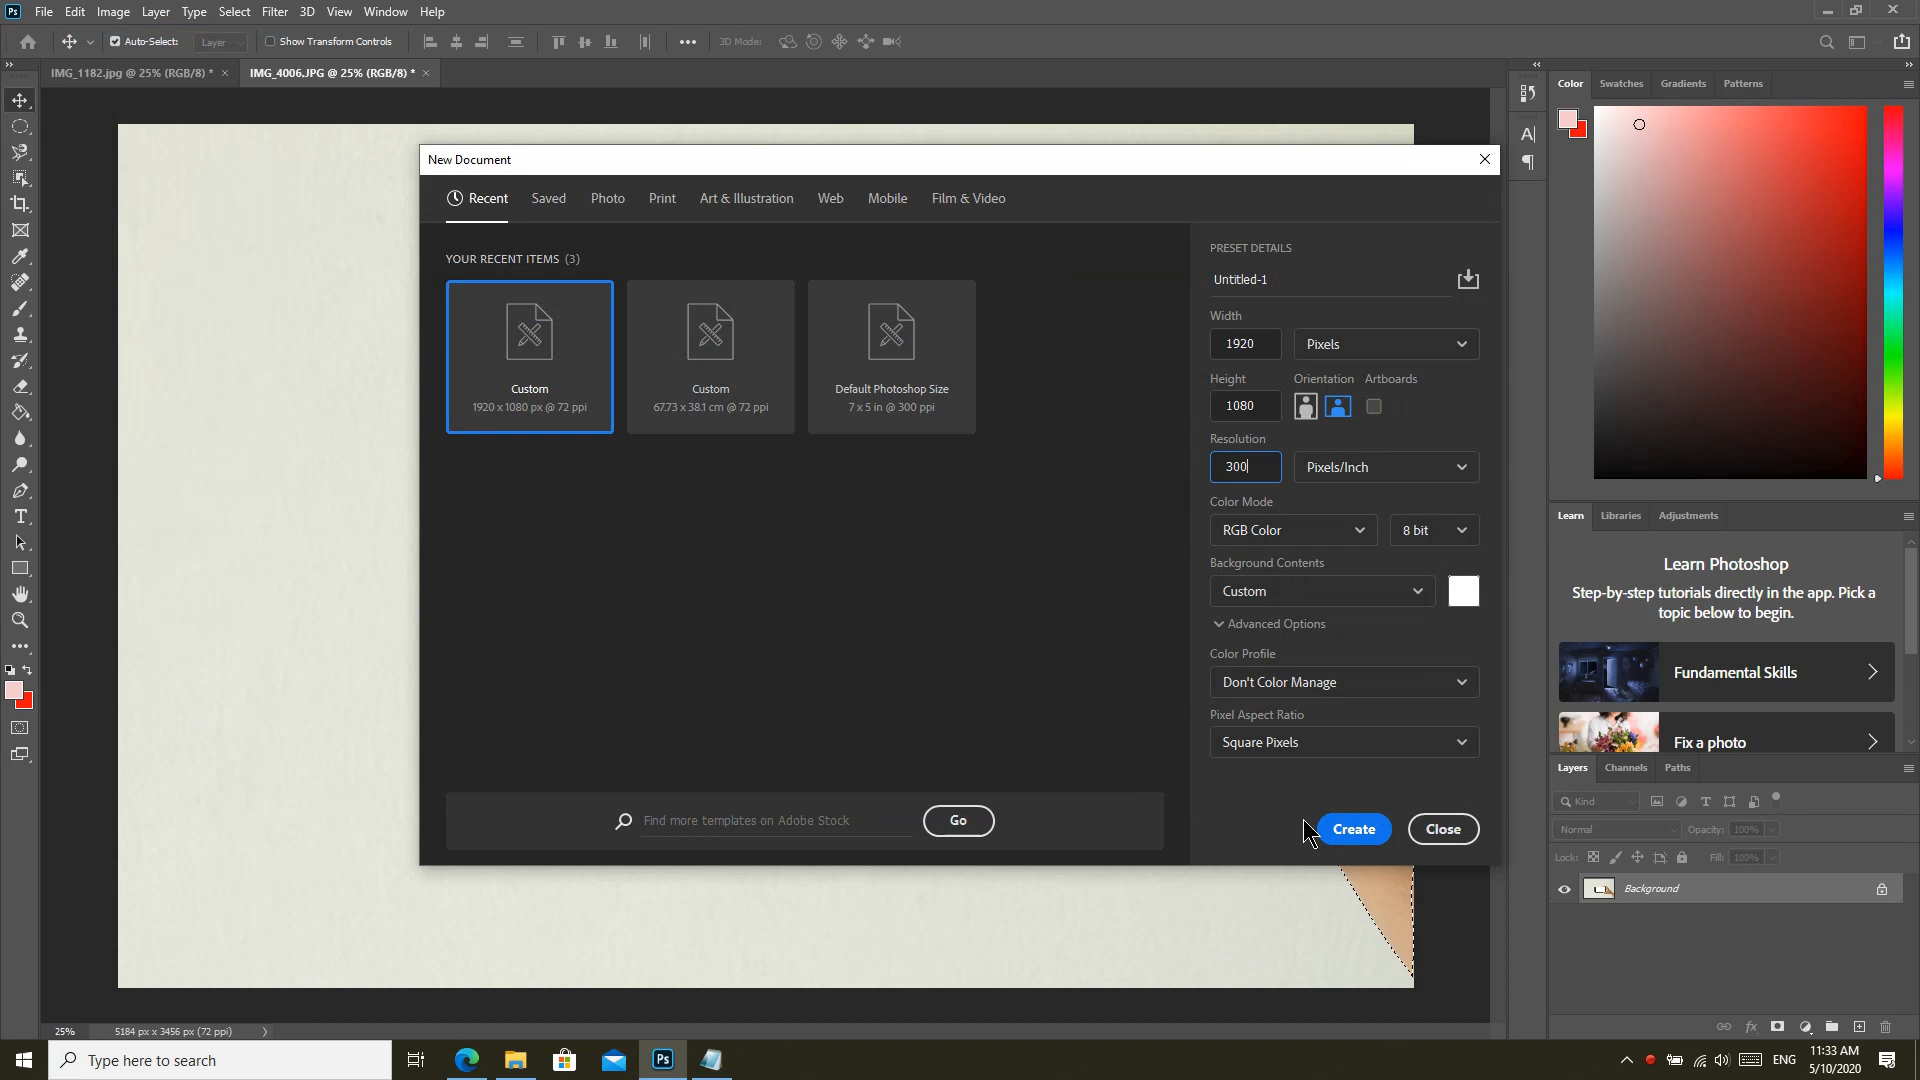 Ps File Edit Image Layer Type Select Filter 3D View Window Help
Auto-Select: Layer Show Transform Controls 3D Mode:
IMG_1182.jpg @ 25% (RGB/8) * × IMG_4006.JPG @ 25% (RGB/8) * ×
Color Swatches Gradients Patterns
New Document
Recent Saved Photo Print Art & Illustration Web Mobile Film & Video
YOUR RECENT ITEMS (3)
Custom
1920 x 1080 px @ 72 ppi
Custom
67.73 x 38.1 cm @ 72 ppi
Default Photoshop Size
7 x 5 in @ 300 ppi
PRESET DETAILS
Untitled-1
Width
1920 Pixels
Height Orientation Artboards
1080
Resolution
300 Pixels/Inch
Color Mode
RGB Color 8 bit
Background Contents
Custom
Advanced Options
Color Profile
Don't Color Manage
Pixel Aspect Ratio
Square Pixels
Find more templates on Adobe Stock Go
Create Close
Learn Libraries Adjustments
Learn Photoshop
Step-by-step tutorials directly in the app. Pick a
topic below to begin.
Fundamental Skills
Fix a photo
Layers Channels Paths
Kind
Normal Opacity: 100%
Lock: Fill: 100%
Background
25% 5184 px x 3456 px (72 ppi)
Type here to search
Ps
ENG
11:33 AM
5/10/2020